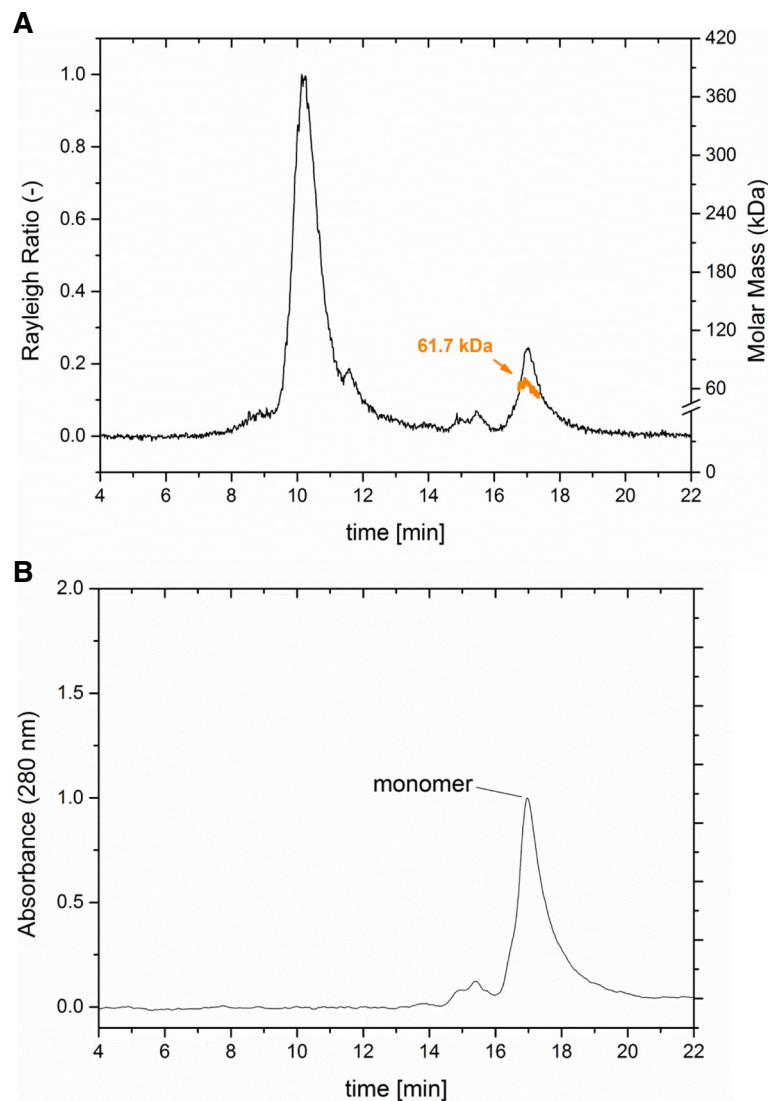 A
Rayleigh Ratio (-)
1.0
0.8
0.6
0.4
0.2
0.0
420
360
300
240
180
120
60
0
Molar Mass (kDa)
61.7 kDa
4 6 8 10 12 14 16 18 20 22
time [min]
B
Absorbance (280 nm)
2.0
1.5
1.0
0.5
0.0
monomer
4 6 8 10 12 14 16 18 20 22
time [min]